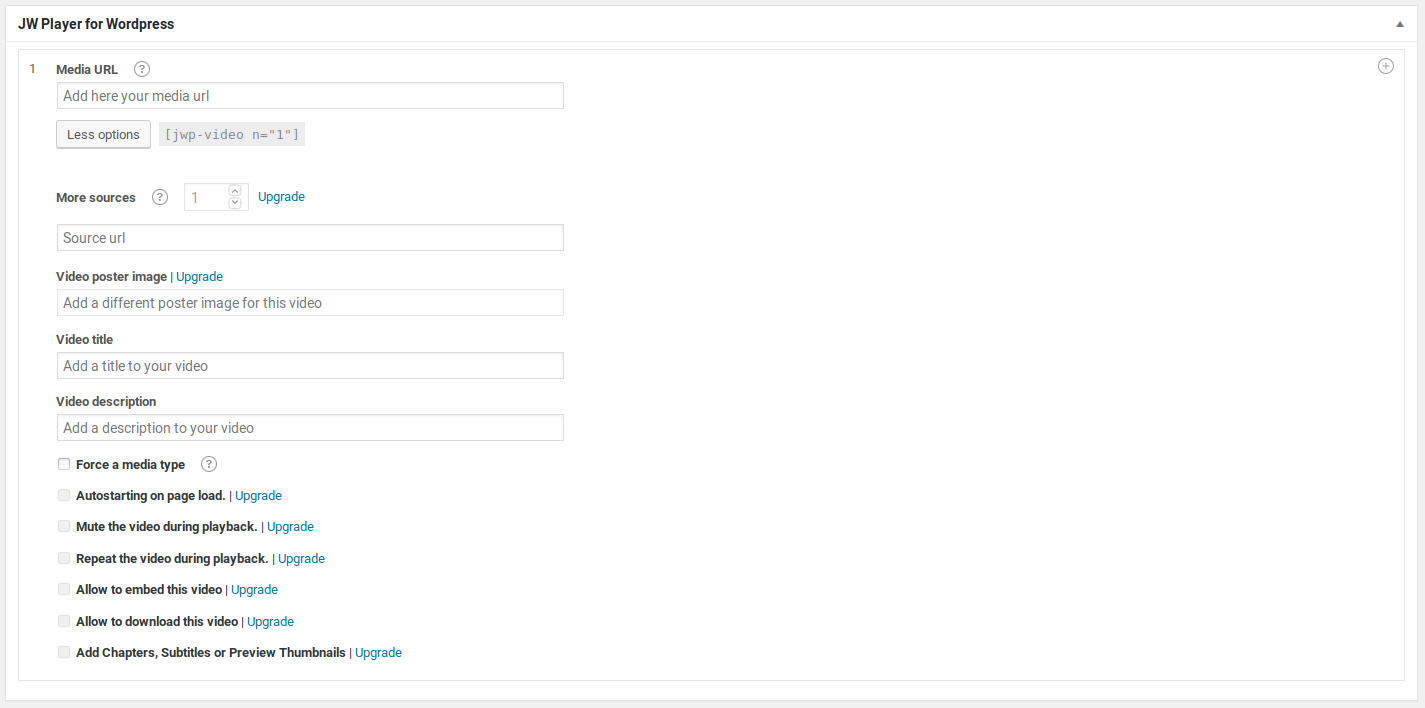 JW Player for Wordpress
1 Media URL ?
Add here your media url
Less options [jwp-video n="1"]
More sources ? 1 Upgrade
Source url
Video poster image | Upgrade
Add a different poster image for this video
Video title
Add a title to your video
Video description
Add a description to your video
Force a media type ?
Autostarting on page load. | Upgrade
Mute the video during playback. | Upgrade
Repeat the video during playback. | Upgrade
Allow to embed this video | Upgrade
Allow to download this video | Upgrade
Add Chapters, Subtitles or Preview Thumbnails | Upgrade